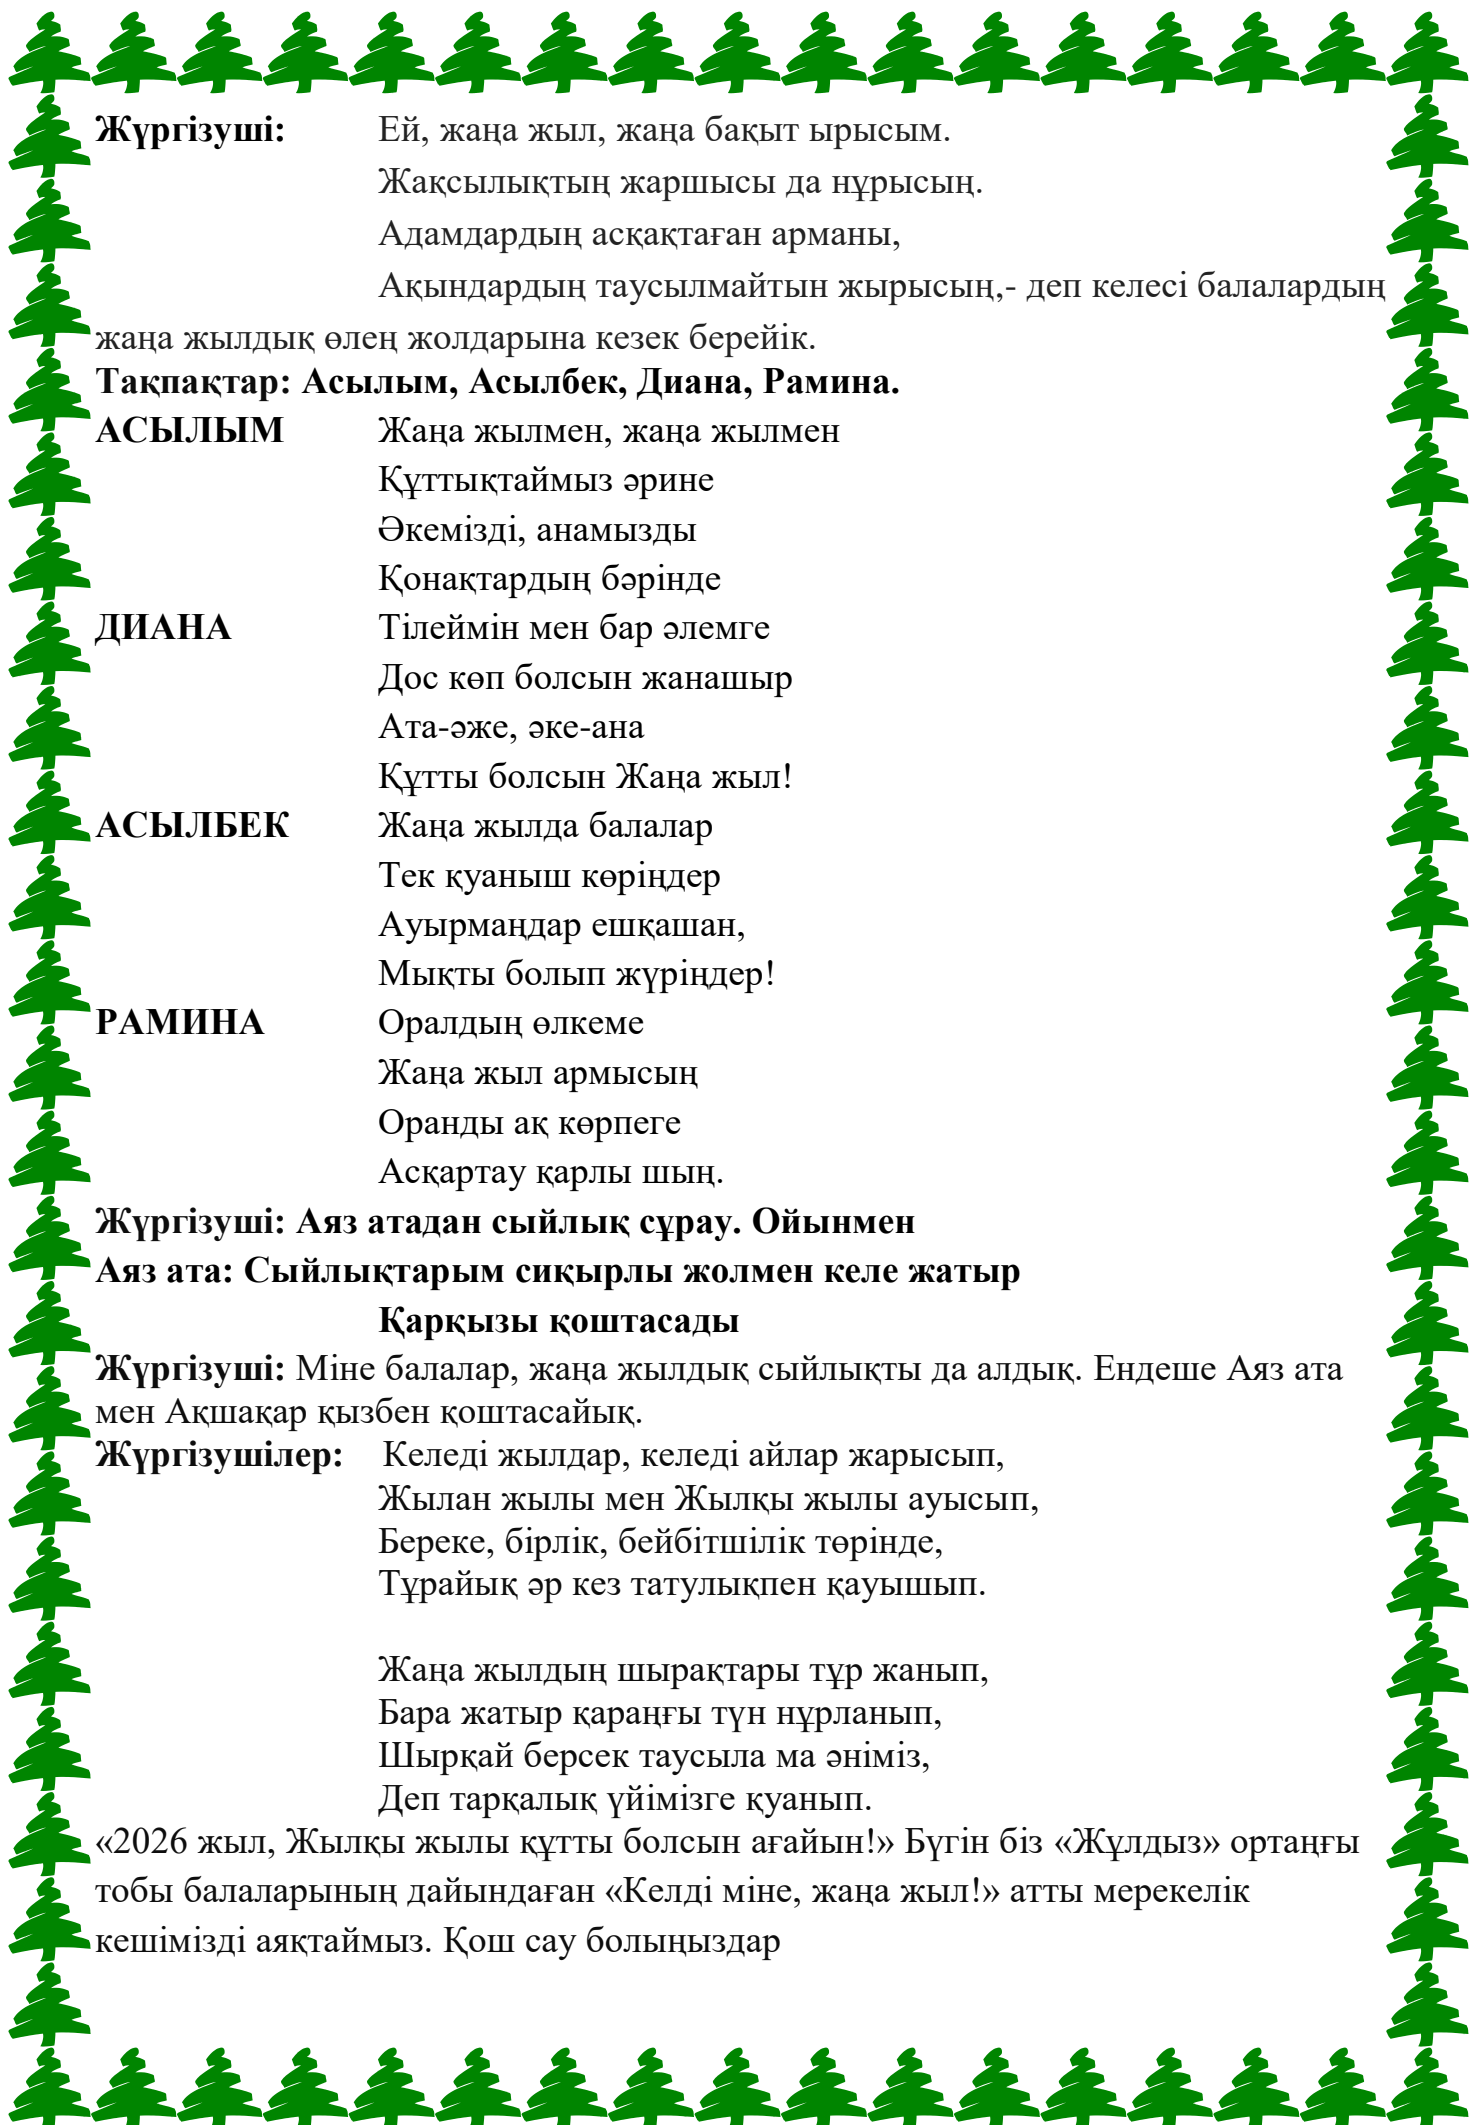 Жүргізуші: Ей, жаңа жыл, жаңа бақыт ырысым.
Жақсылықтың жаршысы да нұрысың.
Адамдардың асқақтаған арманы,
Ақындардың таусылмайтын жырысың,- деп келесі балалардың
жаңа жылдық өлең жолдарына кезек берейік.
Тақпақтар: Асылым, Асылбек, Диана, Рамина.
АСЫЛЫМ Жаңа жылмен, жаңа жылмен
Құттықтаймыз әрине
Әкемізді, анамызды
Қонақтардың бәрінде
ДИАНА Тілеймін мен бар әлемге
Дос көп болсын жанашыр
Ата-әже, әке-ана
Құтты болсын Жаңа жыл!
АСЫЛБЕК Жаңа жылда балалар
Тек қуаныш көріңдер
Ауырмаңдар ешқашан,
Мықты болып жүріңдер!
РАМИНА Оралдың өлкеме
Жаңа жыл армысың
Оранды ақ көрпеге
Асқартау қарлы шың.
Жүргізуші: Аяз атадан сыйлық сұрау. Ойынмен
Аяз ата: Сыйлықтарым сиқырлы жолмен келе жатыр
Қарқызы қоштасады
Жүргізуші: Міне балалар, жаңа жылдық сыйлықты да алдық. Ендеше Аяз ата
мен Ақшақар қызбен қоштасайық.
Жүргізушілер: Келеді жылдар, келеді айлар жарысып,
Жылан жылы мен Жылқы жылы ауысып,
Береке, бірлік, бейбітшілік төрінде,
Тұрайық әр кез татулықпен қауышып.
Жаңа жылдың шырақтары тұр жанып,
Бара жатыр қараңғы түн нұрланып,
Шырқай берсек таусыла ма әніміз,
Деп тарқалық үйімізге қуанып.
«2026 жыл, Жылқы жылы құтты болсын ағайын!» Бүгін біз «Жұлдыз» ортаңғы
тобы балаларының дайындаған «Келді міне, жаңа жыл!» атты мерекелік
кешімізді аяқтаймыз. Қош сау болыңыздар